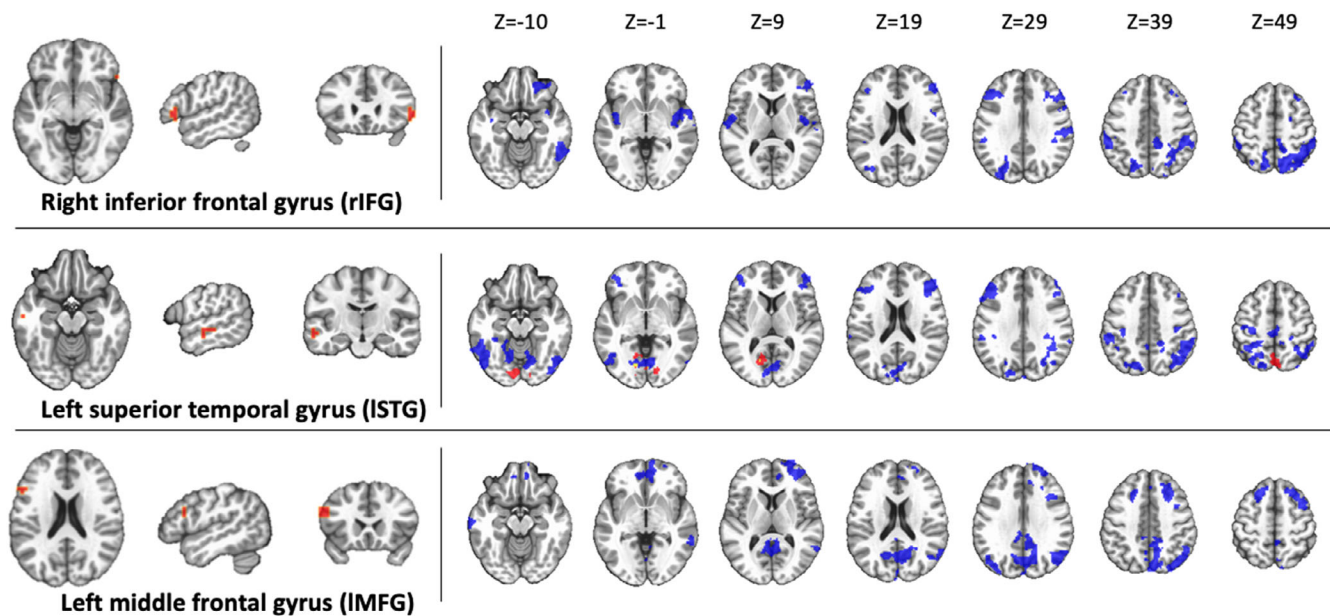 Z=-10 Z=-1 Z=9 Z=19 Z=29 Z=39 Z=49
Right inferior frontal gyrus (rIFG)
Left superior temporal gyrus (lSTG)
Left middle frontal gyrus (lMFG)